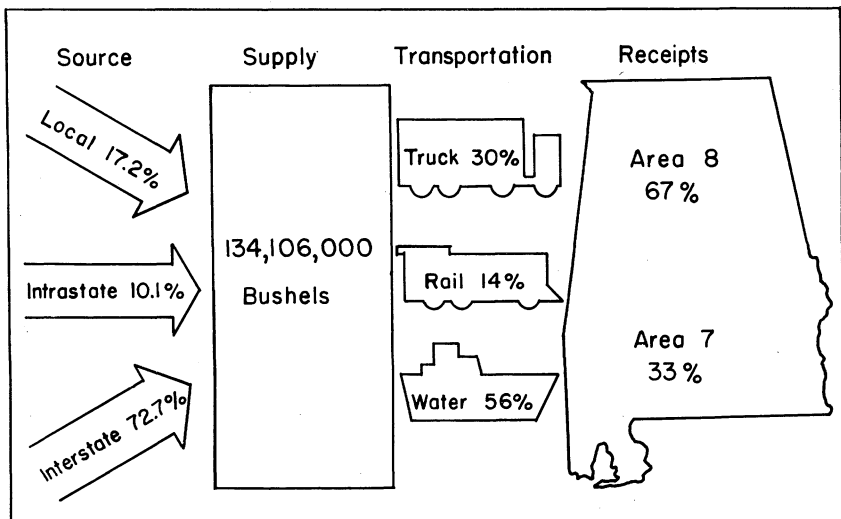 Source
Supply
Transportation
Receipts
Local 17.2%
Intrastate 10.1%
Interstate 72.7%
134,106,000
Bushels
Truck 30%
Rail 14%
Water 56%
Area 8
67%
Area 7
33%